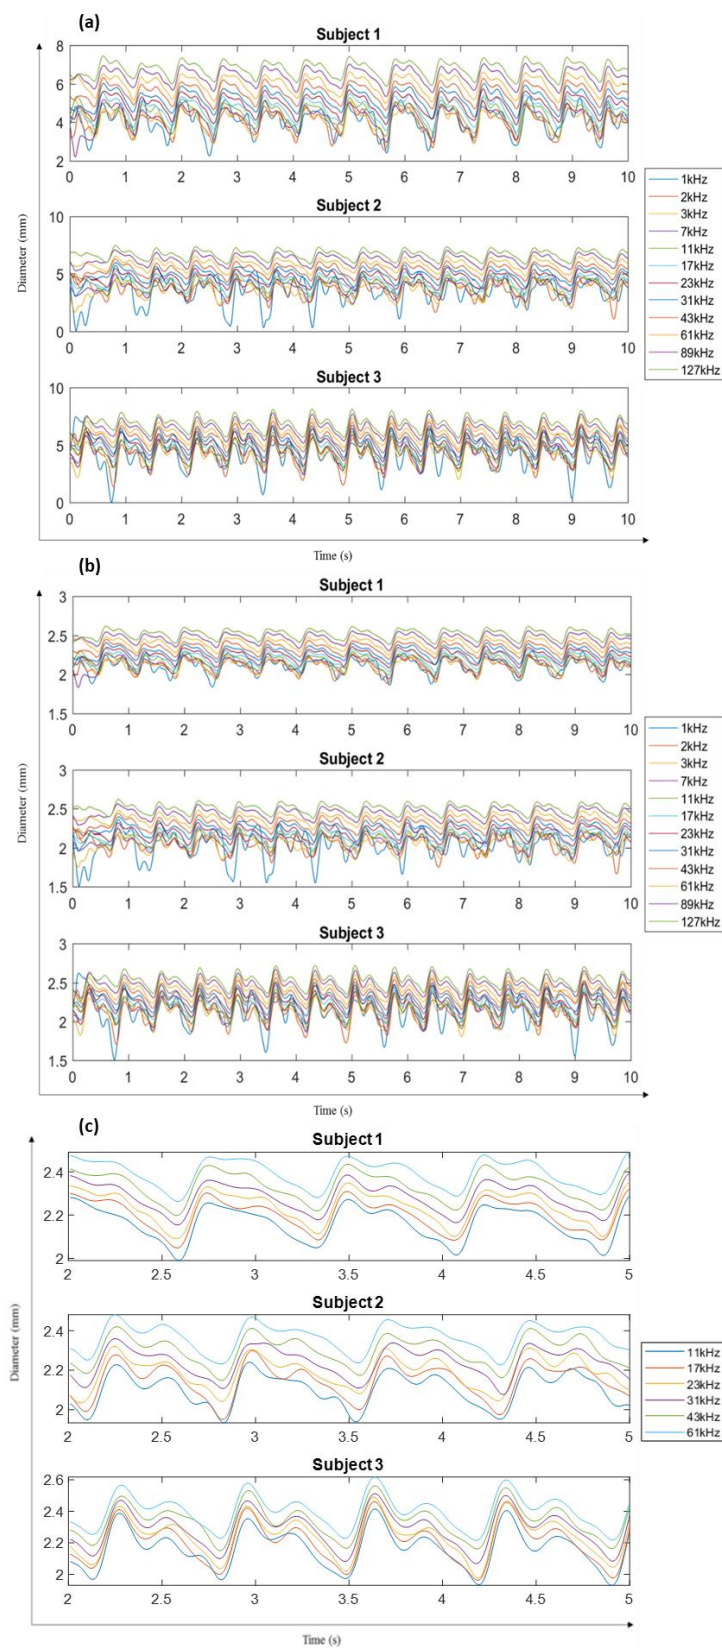 (a)
Subject 1
8
6
4
2
0 1 2 3 4 5 6 7 8 9 10
Subject 2
10
5
0
0 1 2 3 4 5 6 7 8 9 10
Subject 3
10
5
0
0 1 2 3 4 5 6 7 8 9 10
Diameter (mm)
Time (s)
1kHz
2kHz
3kHz
7kHz
11kHz
17kHz
23kHz
31kHz
43kHz
61kHz
89kHz
127kHz
(b)
Subject 1
3
2.5
2
1.5
0 1 2 3 4 5 6 7 8 9 10
Subject 2
3
2.5
2
1.5
0 1 2 3 4 5 6 7 8 9 10
Subject 3
3
2.5
2
1.5
0 1 2 3 4 5 6 7 8 9 10
Diameter (mm)
Time (s)
1kHz
2kHz
3kHz
7kHz
11kHz
17kHz
23kHz
31kHz
43kHz
61kHz
89kHz
127kHz
(c)
Subject 1
2.4
2.2
2
2 2.5 3 3.5 4 4.5 5
Subject 2
2.4
2.2
2
2 2.5 3 3.5 4 4.5 5
Subject 3
2.6
2.4
2.2
2
2 2.5 3 3.5 4 4.5 5
Diameter (mm)
Time (s)
11kHz
17kHz
23kHz
31kHz
43kHz
61kHz